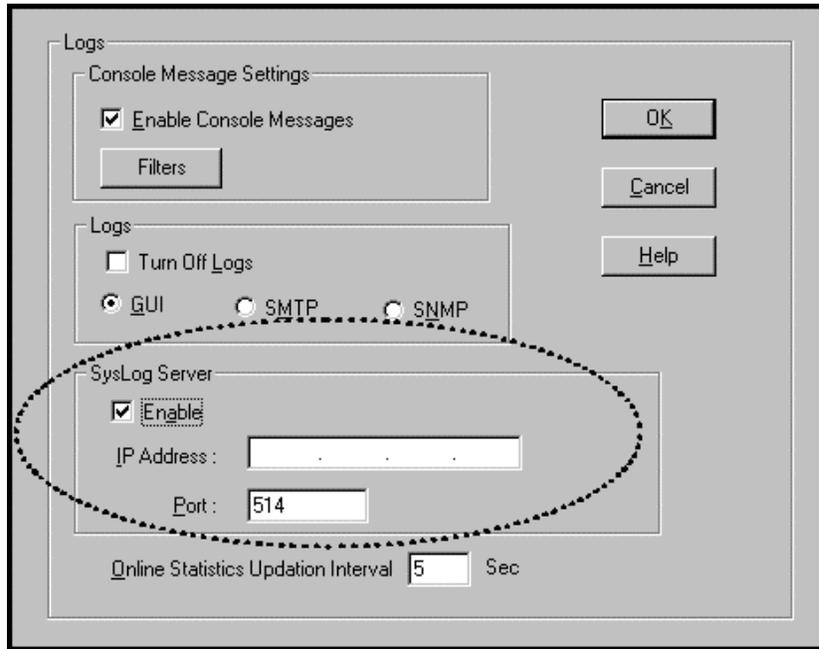 Logs
Console Message Settings
Enable Console Messages
Filters
OK
Cancel
Help
Logs
Turn Off Logs
GUI SMTP SNMP
SysLog Server
Enable
IP Address : . . .
Port : 514
Online Statistics Updation Interval 5 Sec